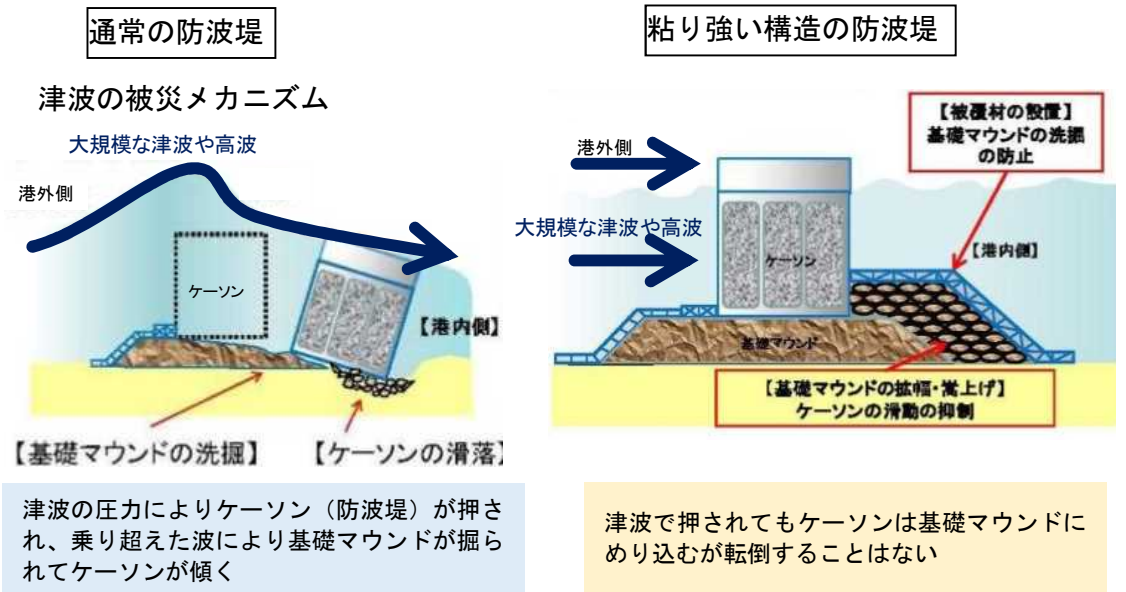 通常の防波堤
津波の被災メカニズム
大規模な津波や高波
港外側
ケーソン
【港内側】
【基礎マウンドの洗掘】
【ケーソンの滑落】
津波の圧力によりケーソン（防波堤）が押さ
れ、乗り超えた波により基礎マウンドが掘ら
れてケーソンが傾く
粘り強い構造の防波堤
【被覆材の設置】
基礎マウンドの洗掘
の防止
港外側
大規模な津波や高波
ケーソン
【港内側】
基礎マウンド
【基礎マウンドの拡幅・嵩上げ】
ケーソンの滑動の抑制
津波で押されてもケーソンは基礎マウンドに
めり込むが転倒することはない